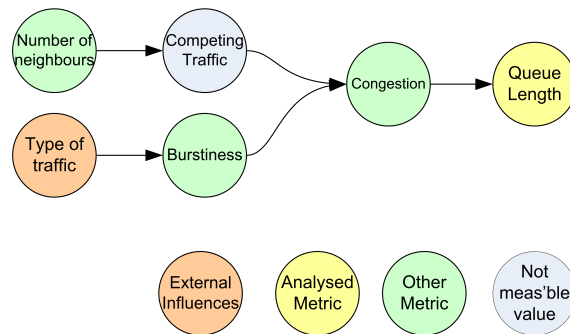 Number of
neighbours
Competing
Traffic
Congestion
Queue
Length
Type of
traffic
Burstiness
External
Influences
Analysed
Metric
Other
Metric
Not
meas'ble
value